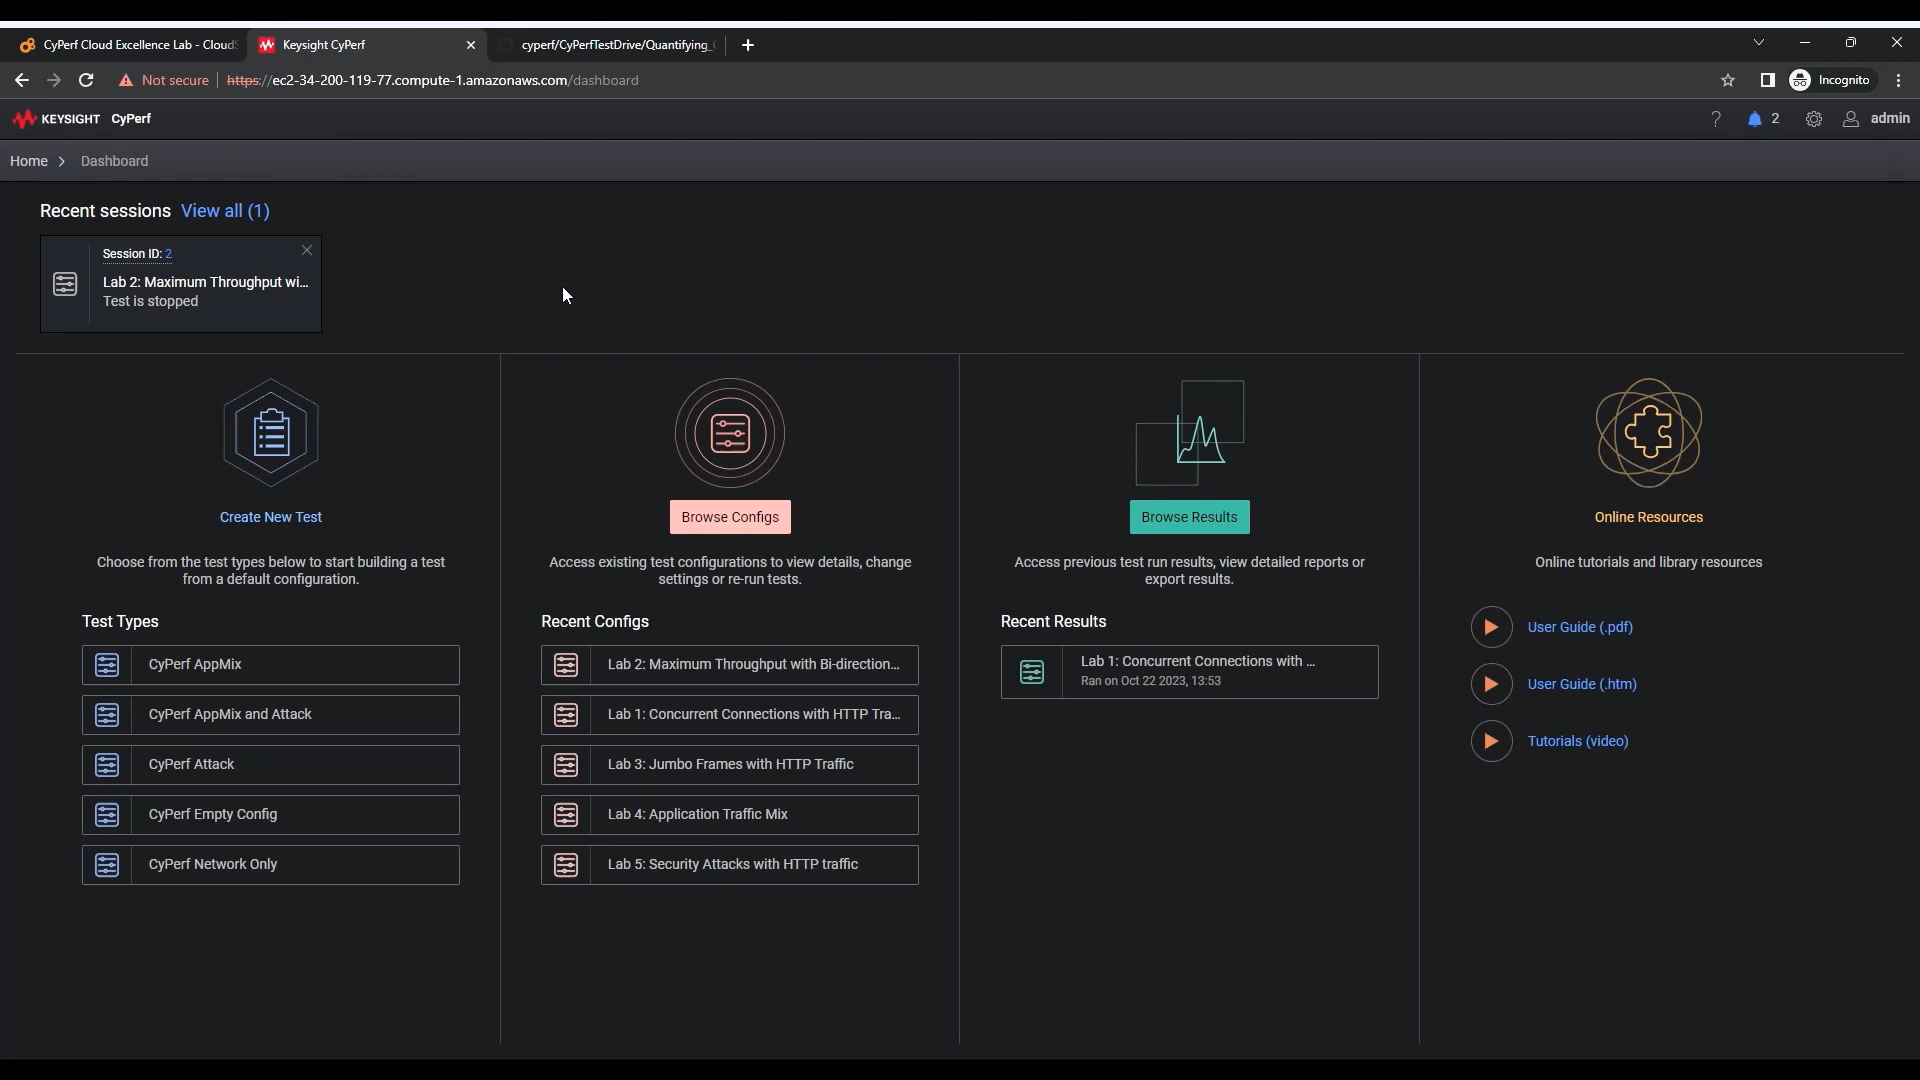 CyPerf Cloud Excellence Lab - CloudS
Keysight CyPerf
cyperf/CyPerfTestDrive/Quantifying_
Not secure
https://ec2-34-200-119-77.compute-1.amazonaws.com/dashboard
Incognito
KEYSIGHT CyPerf
? 2 admin
Home > Dashboard
Recent sessions View all (1)
Session ID: 2
Lab 2: Maximum Throughput wi...
Test is stopped
Create New Test
Choose from the test types below to start building a test
from a default configuration.
Test Types
CyPerf AppMix
CyPerf AppMix and Attack
CyPerf Attack
CyPerf Empty Config
CyPerf Network Only
Browse Configs
Access existing test configurations to view details, change
settings or re-run tests.
Recent Configs
Lab 2: Maximum Throughput with Bi-direction...
Lab 1: Concurrent Connections with HTTP Tra...
Lab 3: Jumbo Frames with HTTP Traffic
Lab 4: Application Traffic Mix
Lab 5: Security Attacks with HTTP traffic
Browse Results
Access previous test run results, view detailed reports or
export results.
Recent Results
Lab 1: Concurrent Connections with ...
Ran on Oct 22 2023, 13:53
Online Resources
Online tutorials and library resources
User Guide (.pdf)
User Guide (.htm)
Tutorials (video)